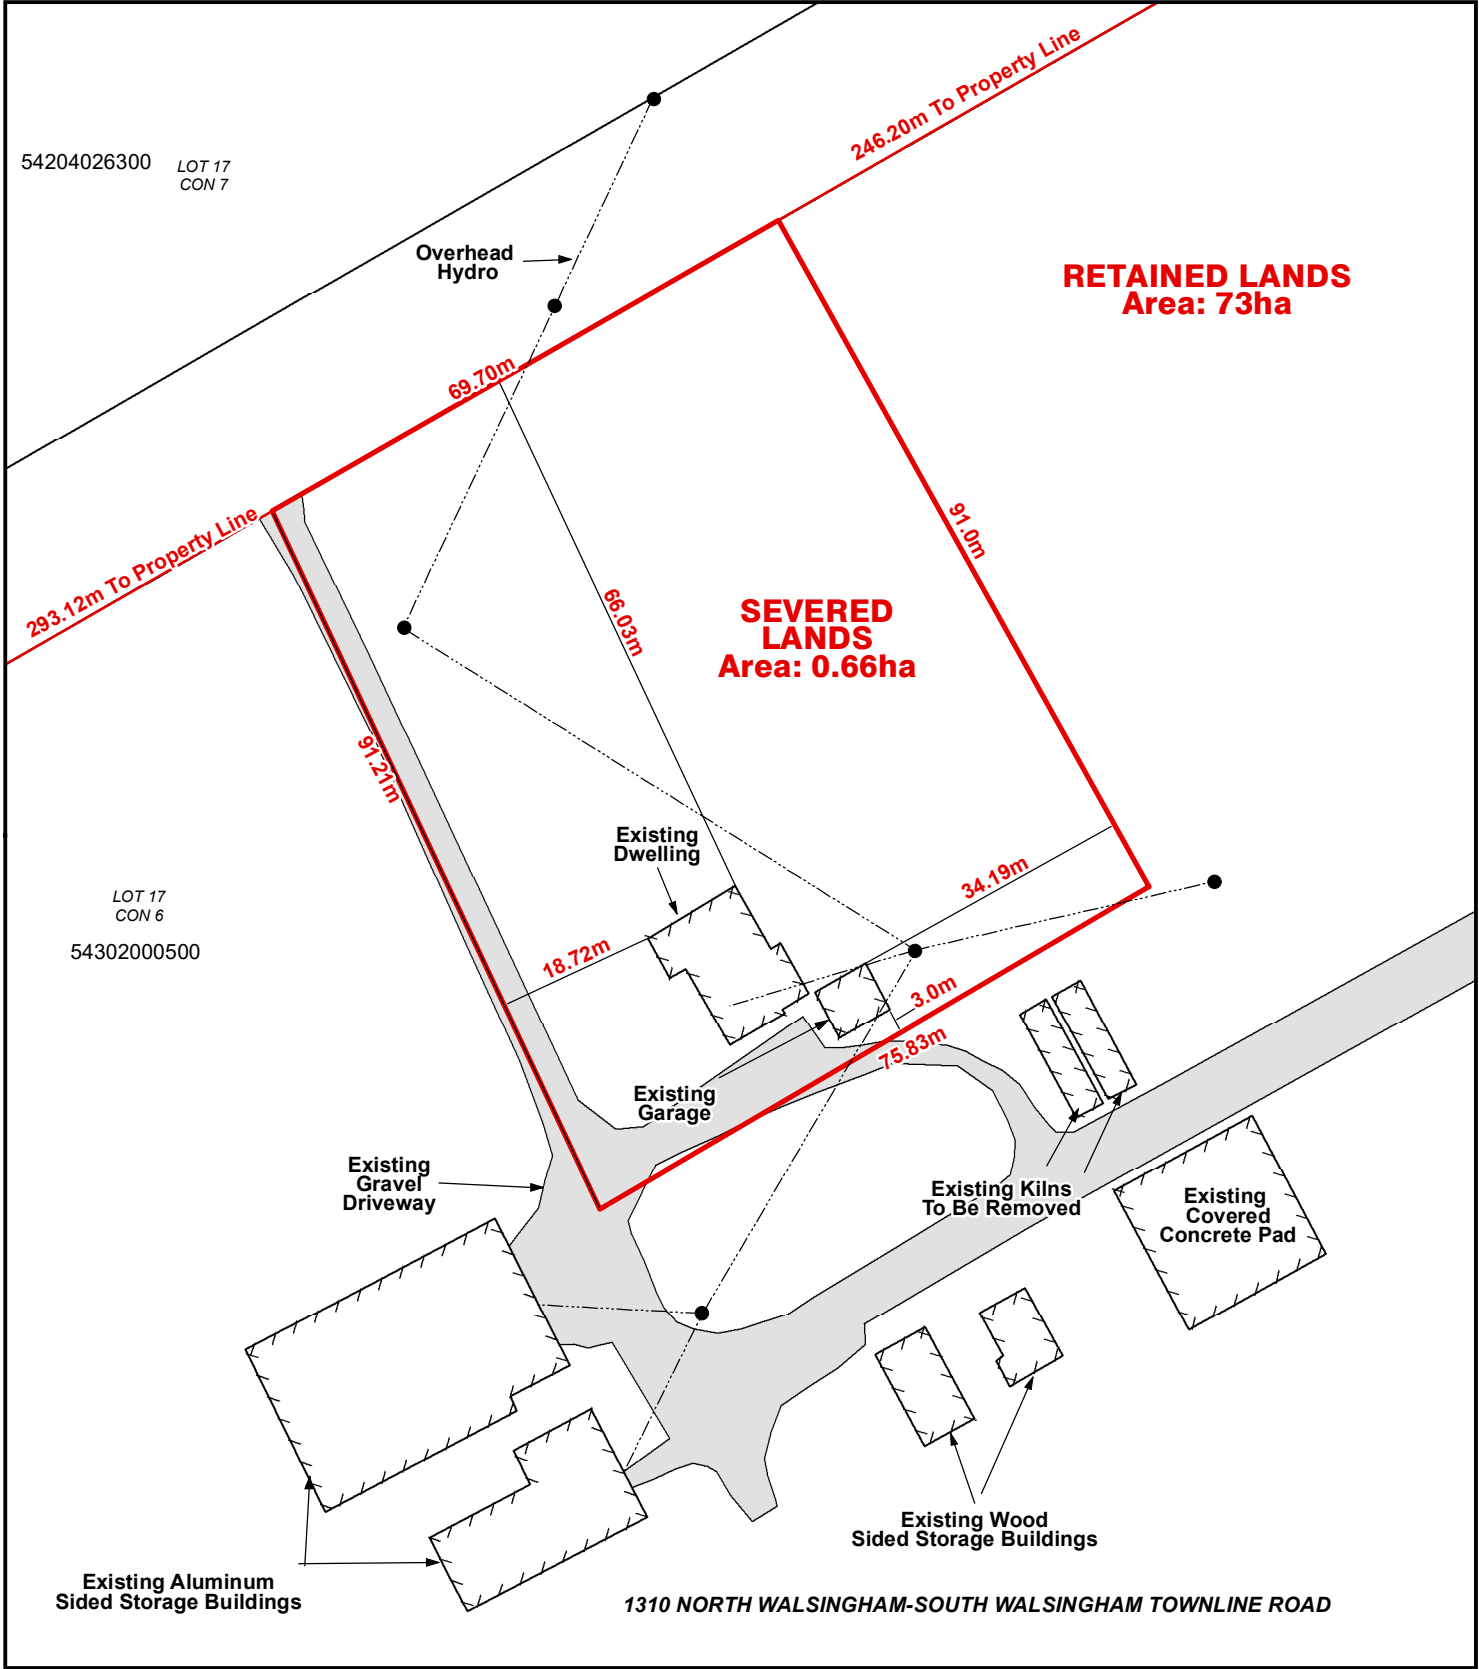 246.20m To Property Line
54204026300
LOT 17
CON 7
Overhead
Hydro
RETAINED LANDS
Area: 73ha
69.70m
293.12m To Property Line
91.0m
66.03m
SEVERED
LANDS
Area: 0.66ha
91.21m
Existing
Dwelling
34.19m
LOT 17
CON 6
54302000500
18.72m
3.0m
75.83m
Existing
Garage
Existing
Gravel
Driveway
Existing Kilns
To Be Removed
Existing
Covered
Concrete Pad
Existing Wood
Sided Storage Buildings
Existing Aluminum
Sided Storage Buildings
1310 NORTH WALSINGHAM-SOUTH WALSINGHAM TOWNLINE ROAD